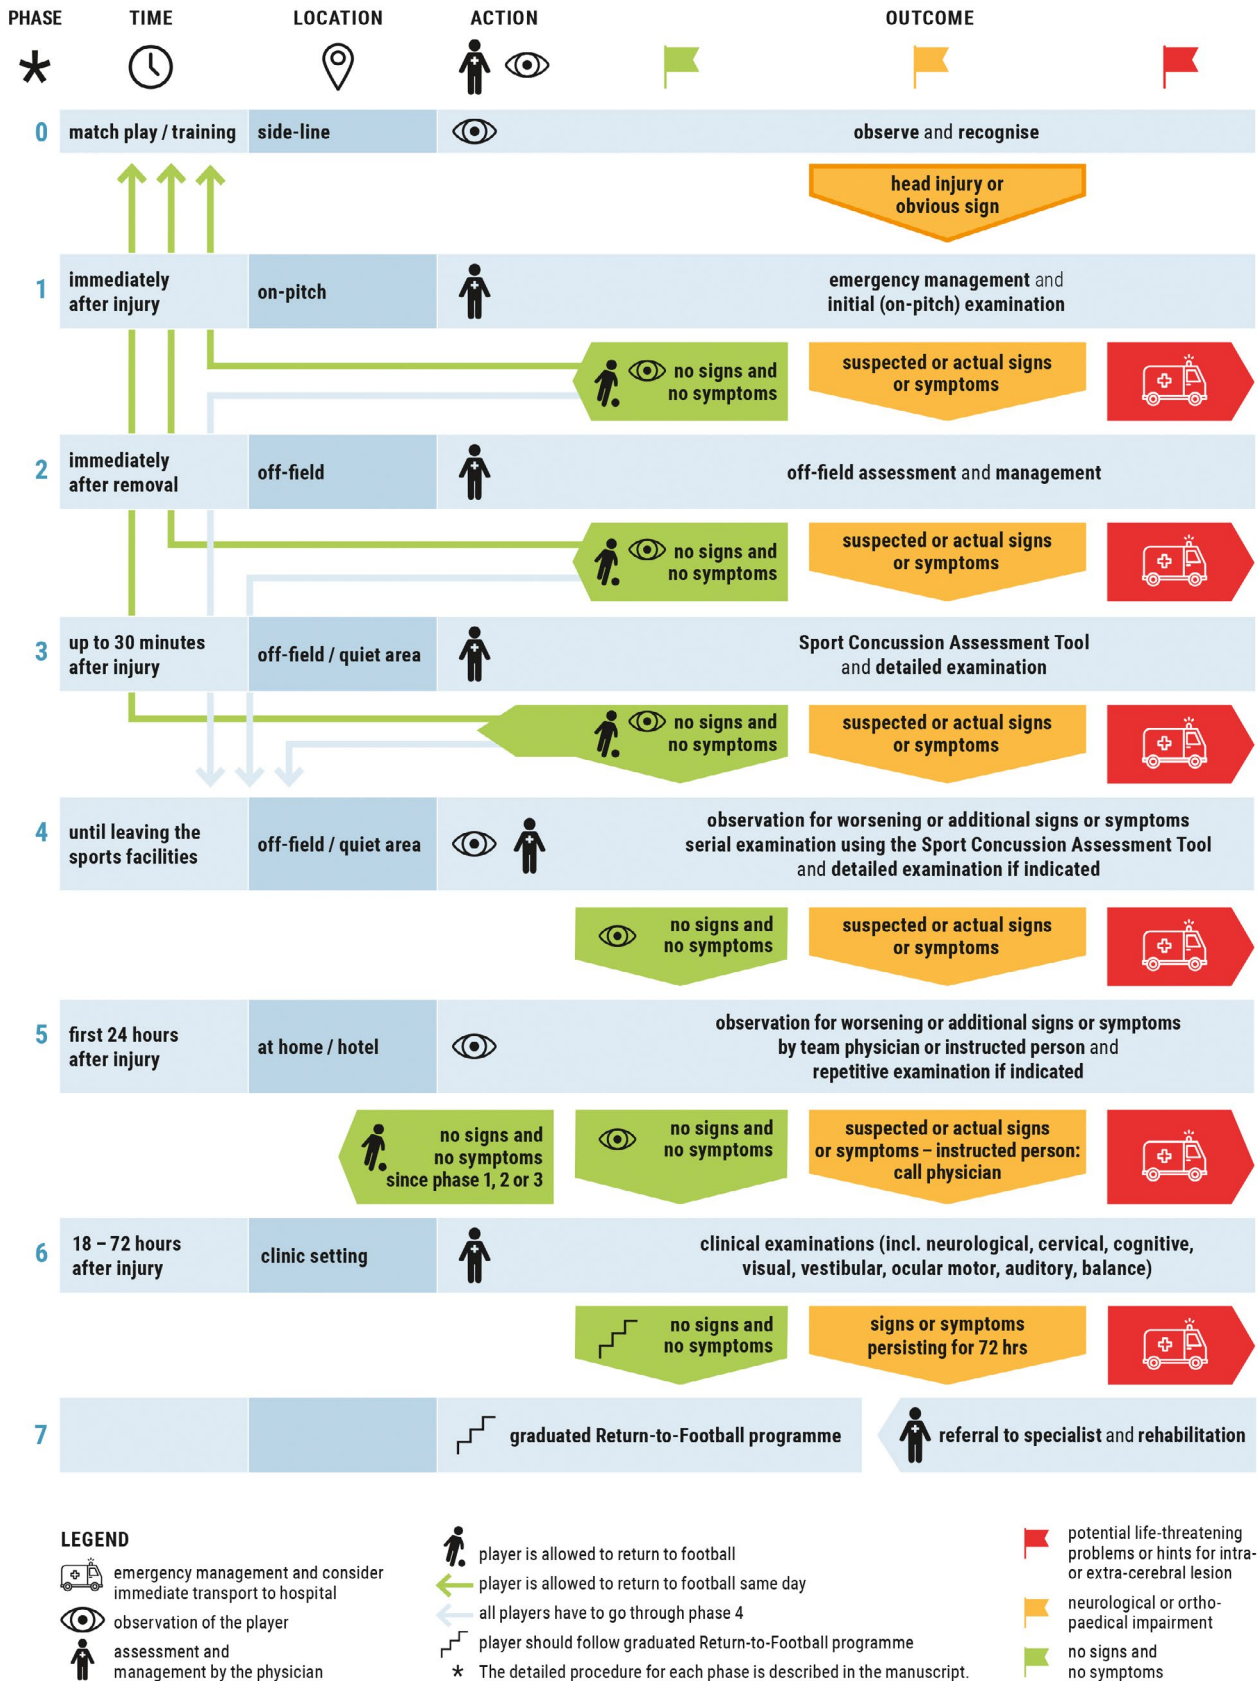 PHASE TIME LOCATION ACTION OUTCOME
*
0 match play / training side-line observe and recognise
head injury or
obvious sign
1 immediately
after injury
on-pitch
emergency management and
initial (on-pitch) examination
no signs and
no symptoms
suspected or actual signs
or symptoms
2 immediately
after removal
off-field
off-field assessment and management
no signs and
no symptoms
suspected or actual signs
or symptoms
3 up to 30 minutes
after injury
off-field / quiet area
Sport Concussion Assessment Tool
and detailed examination
no signs and
no symptoms
suspected or actual signs
or symptoms
4 until leaving the
sports facilities
off-field / quiet area
observation for worsening or additional signs or symptoms
serial examination using the Sport Concussion Assessment Tool
and detailed examination if indicated
no signs and
no symptoms
suspected or actual signs
or symptoms
5 first 24 hours
after injury
at home / hotel
observation for worsening or additional signs or symptoms
by team physician or instructed person and
repetitive examination if indicated
no signs and
no symptoms
since phase 1, 2 or 3
no signs and
no symptoms
suspected or actual signs
or symptoms – instructed person:
call physician
6 18 – 72 hours
after injury
clinic setting
clinical examinations (incl. neurological, cervical, cognitive,
visual, vestibular, ocular motor, auditory, balance)
no signs and
no symptoms
signs or symptoms
persisting for 72 hrs
7 graduated Return-to-Football programme
referral to specialist and rehabilitation
LEGEND
emergency management and consider
immediate transport to hospital
observation of the player
assessment and
management by the physician
player is allowed to return to football
player is allowed to return to football same day
all players have to go through phase 4
player should follow graduated Return-to-Football programme
* The detailed procedure for each phase is described in the manuscript.
potential life-threatening
problems or hints for intra-
or extra-cerebral lesion
neurological or ortho-
paedical impairment
no signs and
no symptoms